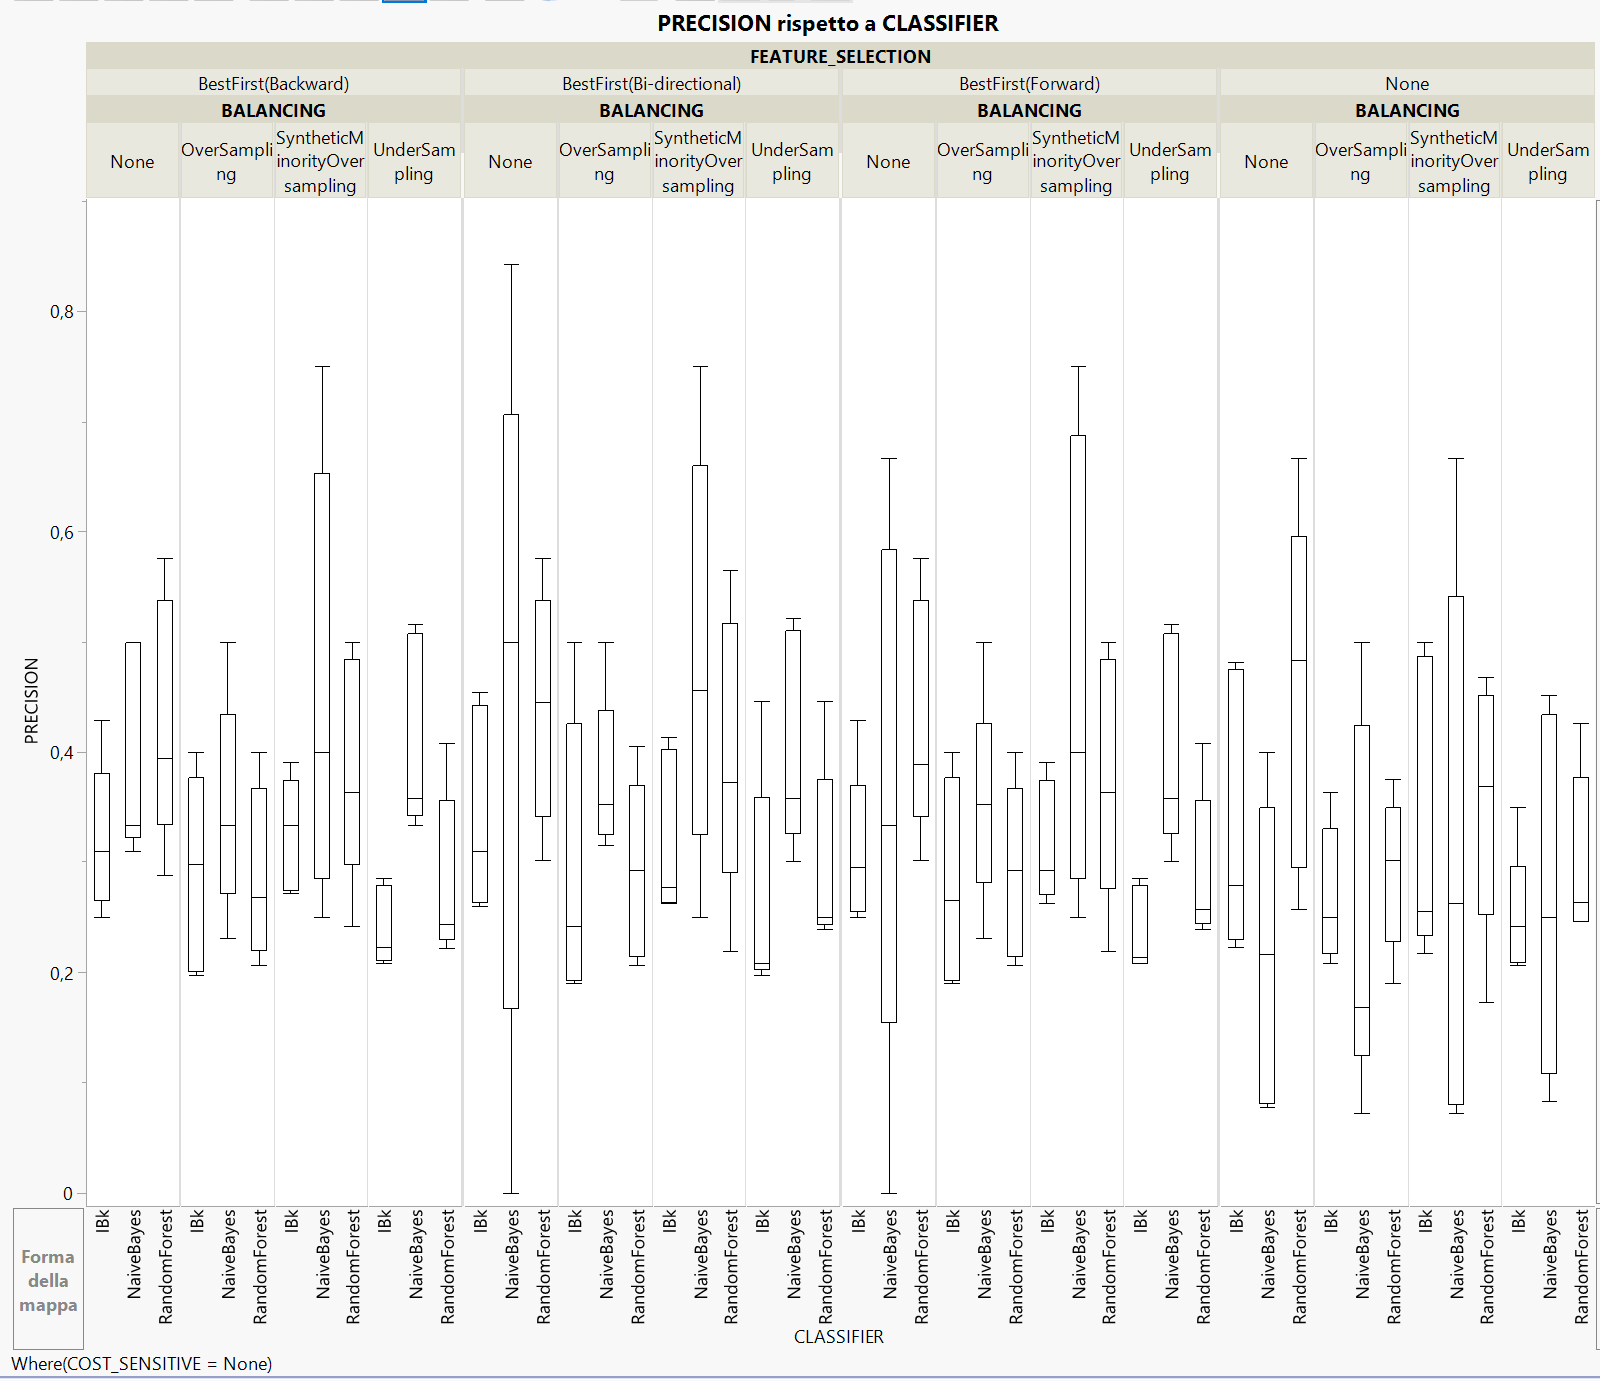 PRECISION rispetto a CLASSIFIER
FEATURE_SELECTION
BestFirst(Backward) BestFirst(Bi-directional) BestFirst(Forward) None
BALANCING BALANCING BALANCING BALANCING
None
OverSampli
ng
SyntheticM
inorityOver
sampling
UnderSam
pling
None
OverSampli
ng
SyntheticM
inorityOver
sampling
UnderSam
pling
None
OverSampli
ng
SyntheticM
inorityOver
sampling
UnderSam
pling
None
OverSampli
ng
SyntheticM
inorityOver
sampling
UnderSam
pling
PRECISION
0,8
0,6
0,4
0,2
0
IBk
NaiveBayes
RandomForest
IBk
NaiveBayes
RandomForest
IBk
NaiveBayes
RandomForest
IBk
NaiveBayes
RandomForest
IBk
NaiveBayes
RandomForest
IBk
NaiveBayes
RandomForest
IBk
NaiveBayes
RandomForest
IBk
NaiveBayes
RandomForest
IBk
NaiveBayes
RandomForest
IBk
NaiveBayes
RandomForest
IBk
NaiveBayes
RandomForest
IBk
NaiveBayes
RandomForest
IBk
NaiveBayes
RandomForest
IBk
NaiveBayes
RandomForest
IBk
NaiveBayes
RandomForest
IBk
NaiveBayes
RandomForest
Forma
della
mappa
CLASSIFIER
Where(COST_SENSITIVE = None)